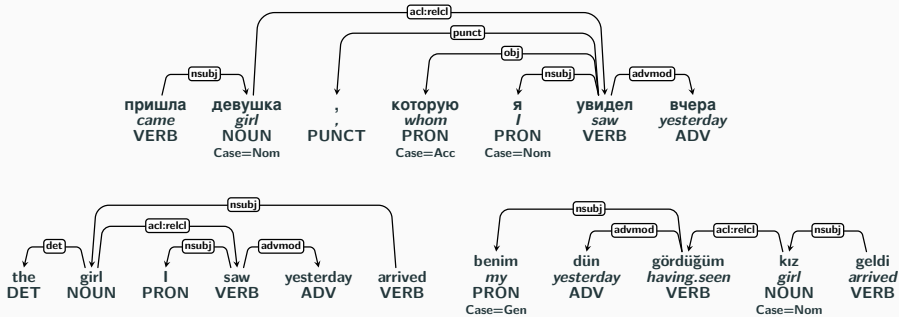 acl:relcl
punct
obj
nsubj nsubj advmod
пришла девушка , которую я увидел вчера
came girl , whom I saw yesterday
VERB NOUN PUNCT PRON PRON VERB ADV
Case=Nom Case=Acc Case=Nom
nsubj
acl:relcl
det nsubj advmod
the girl I saw yesterday arrived
DET NOUN PRON VERB ADV VERB
nsubj
advmod acl:relcl nsubj
benim dün gördüğüm kız geldi
my yesterday having.seen girl arrived
PRON ADV VERB NOUN VERB
Case=Gen Case=Nom